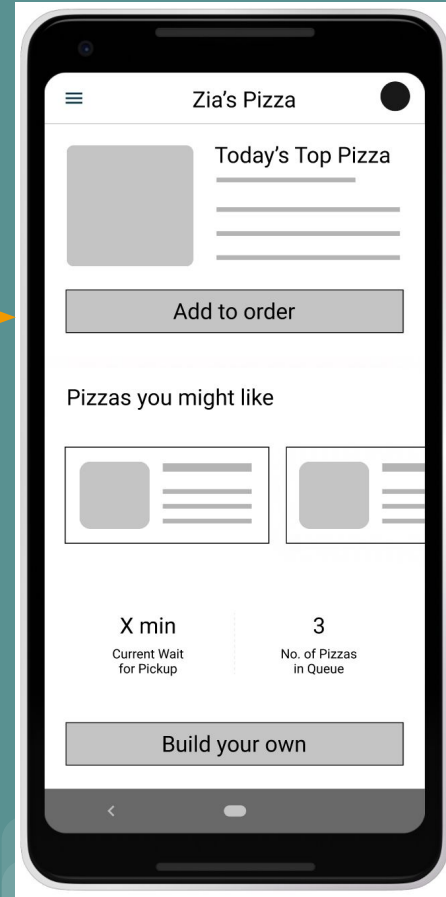 Zia's Pizza
Today's Top Pizza
Add to order
Pizzas you might like
X min
Current Wait
for Pickup
3
No. of Pizzas
in Queue
Build your own